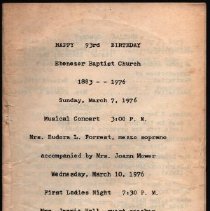 HAPPY 93rd BIRTHDAY
Ebenezer Baptist Church
1883 - - 1976
Sunday, March 7, 1976
Musical Concert 3:00 P. M.
Mrs. Eudora L. Forrest, mezzo soprano
accompanied by Mrs. Joann Mower
Wednesday, March 10, 1976
First Ladies Night 7:30 P. M.